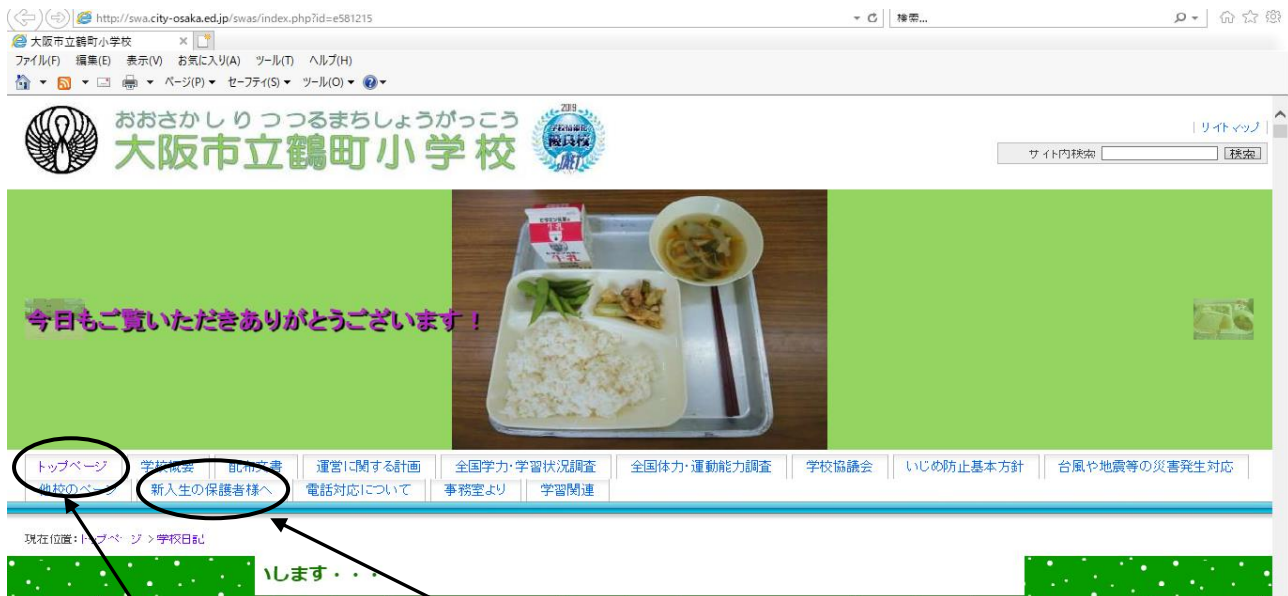 http://swa.city-osaka.ed.jp/swas/index.php?id=e581215
検索...
大阪市立鶴町小学校
ファイル(F) 編集(E) 表示(V) お気に入り(A) ツール(T) ヘルプ(H)
ページ(P) セーフティ(S) ツール(O)
おおさかしりつつるまちしょうがっこう
大阪市立鶴町小学校
2019
学校情報化
優良校
JAET
サイトマップ
サイト内検索 検索
牛乳
今日もご覧いただきありがとうございます！
トップページ 学校概要 配布文書 運営に関する計画 全国学力・学習状況調査 全国体力・運動能力調査 学校協議会 いじめ防止基本方針 台風や地震等の災害発生対応
他校のページ 新入生の保護者様へ 電話対応について 事務室より 学習関連
現在位置：トップページ > 学校日記
います・・・